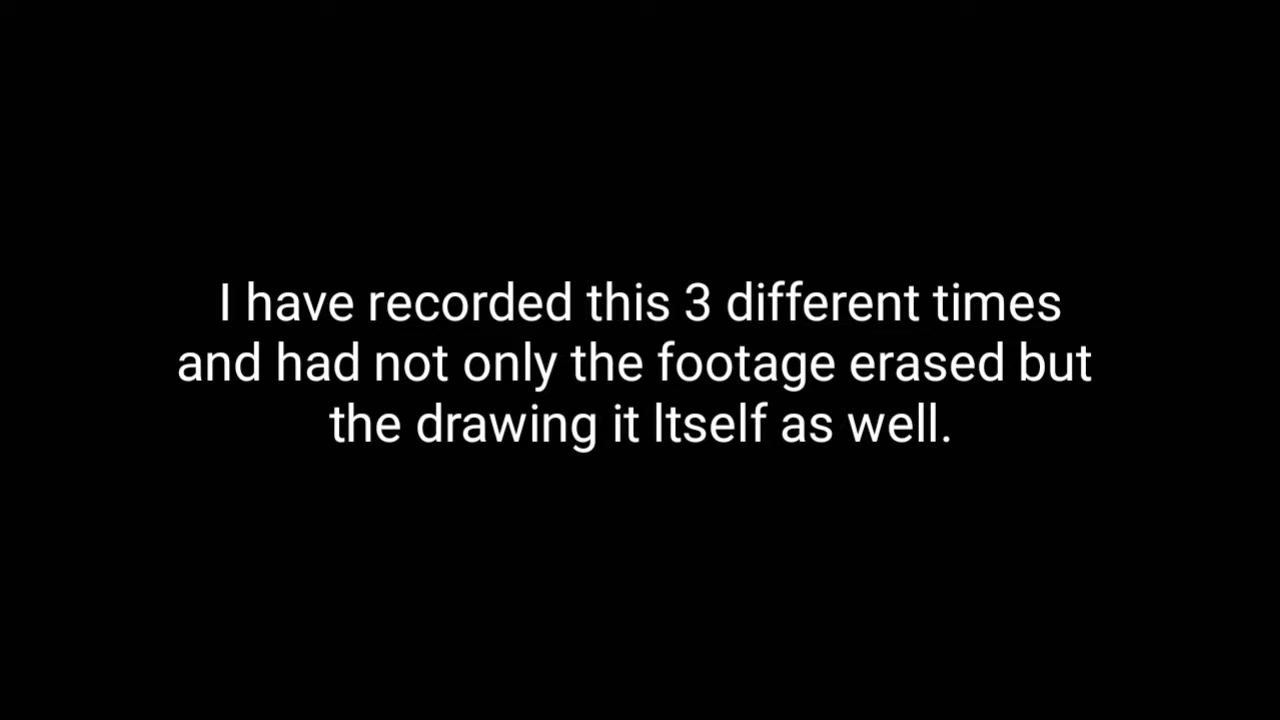 I have recorded this 3 different times
and had not only the footage erased but
the drawing it Itself as well.